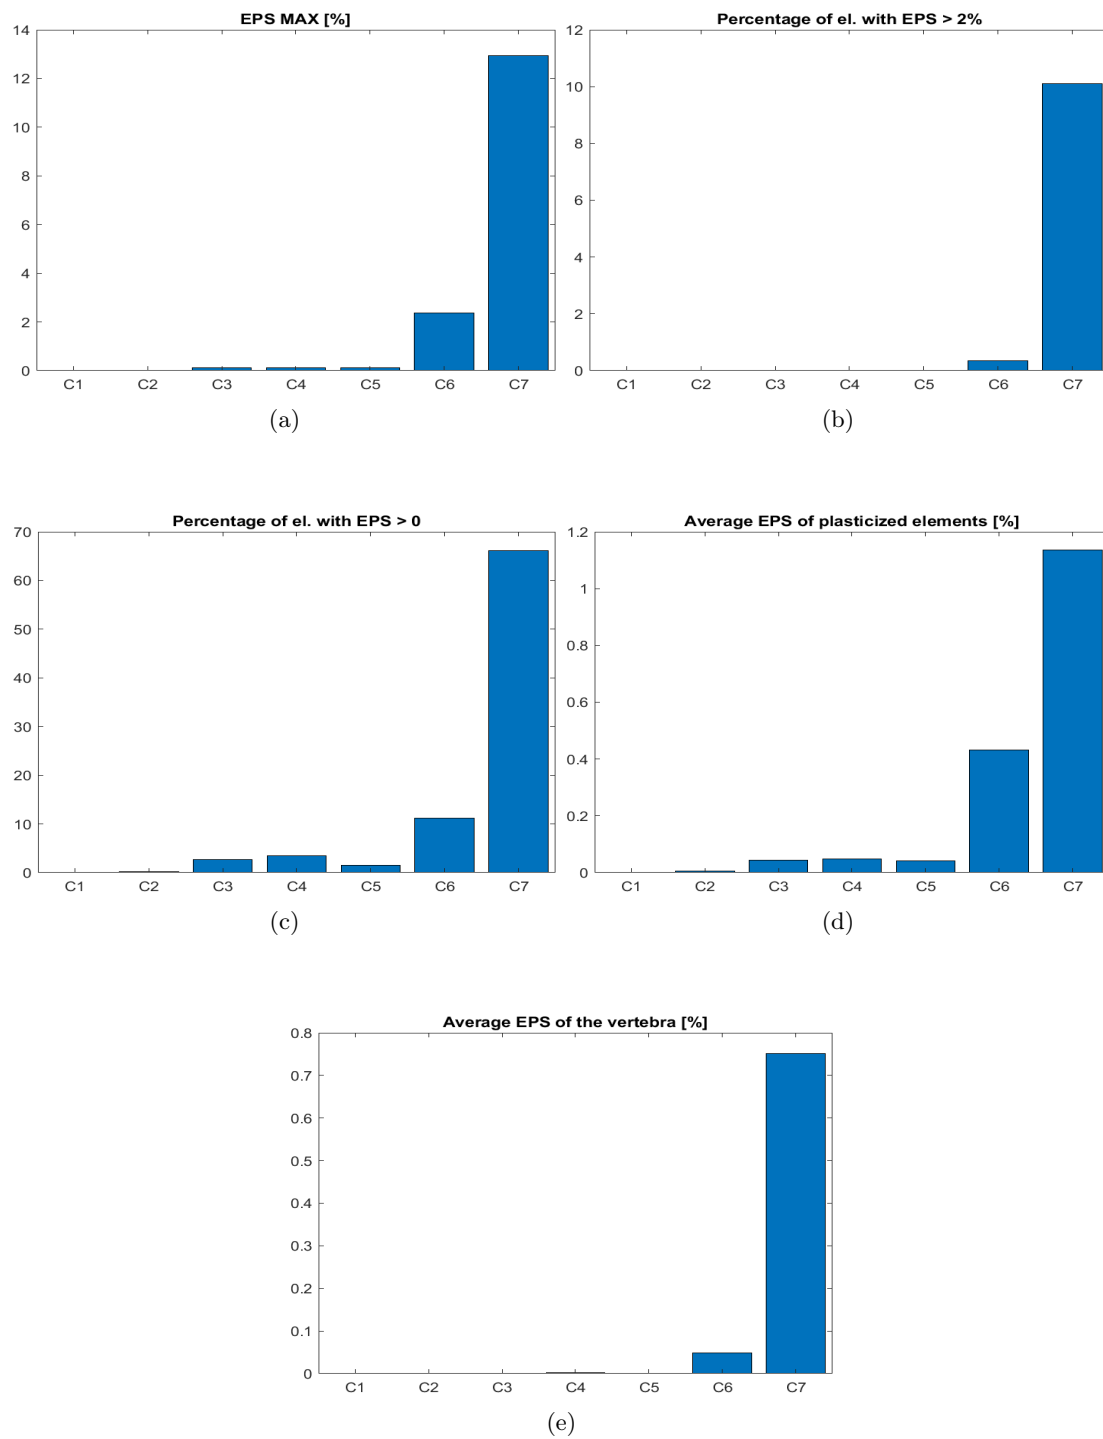 EPS MAX [%]
14
12
10
8
6
4
2
0
C1 C2 C3 C4 C5 C6 C7
(a)
Percentage of el. with EPS > 2%
12
10
8
6
4
2
0
C1 C2 C3 C4 C5 C6 C7
(b)
Percentage of el. with EPS > 0
70
60
50
40
30
20
10
0
C1 C2 C3 C4 C5 C6 C7
(c)
Average EPS of plasticized elements [%]
1.2
1
0.8
0.6
0.4
0.2
0
C1 C2 C3 C4 C5 C6 C7
(d)
Average EPS of the vertebra [%]
0.8
0.7
0.6
0.5
0.4
0.3
0.2
0.1
0
C1 C2 C3 C4 C5 C6 C7
(e)